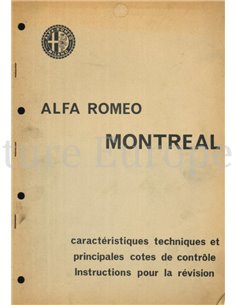 ALFA ROMEO
MONTREAL
caractéristiques techniques et
principales cotes de contrôle
Instructions pour la révision